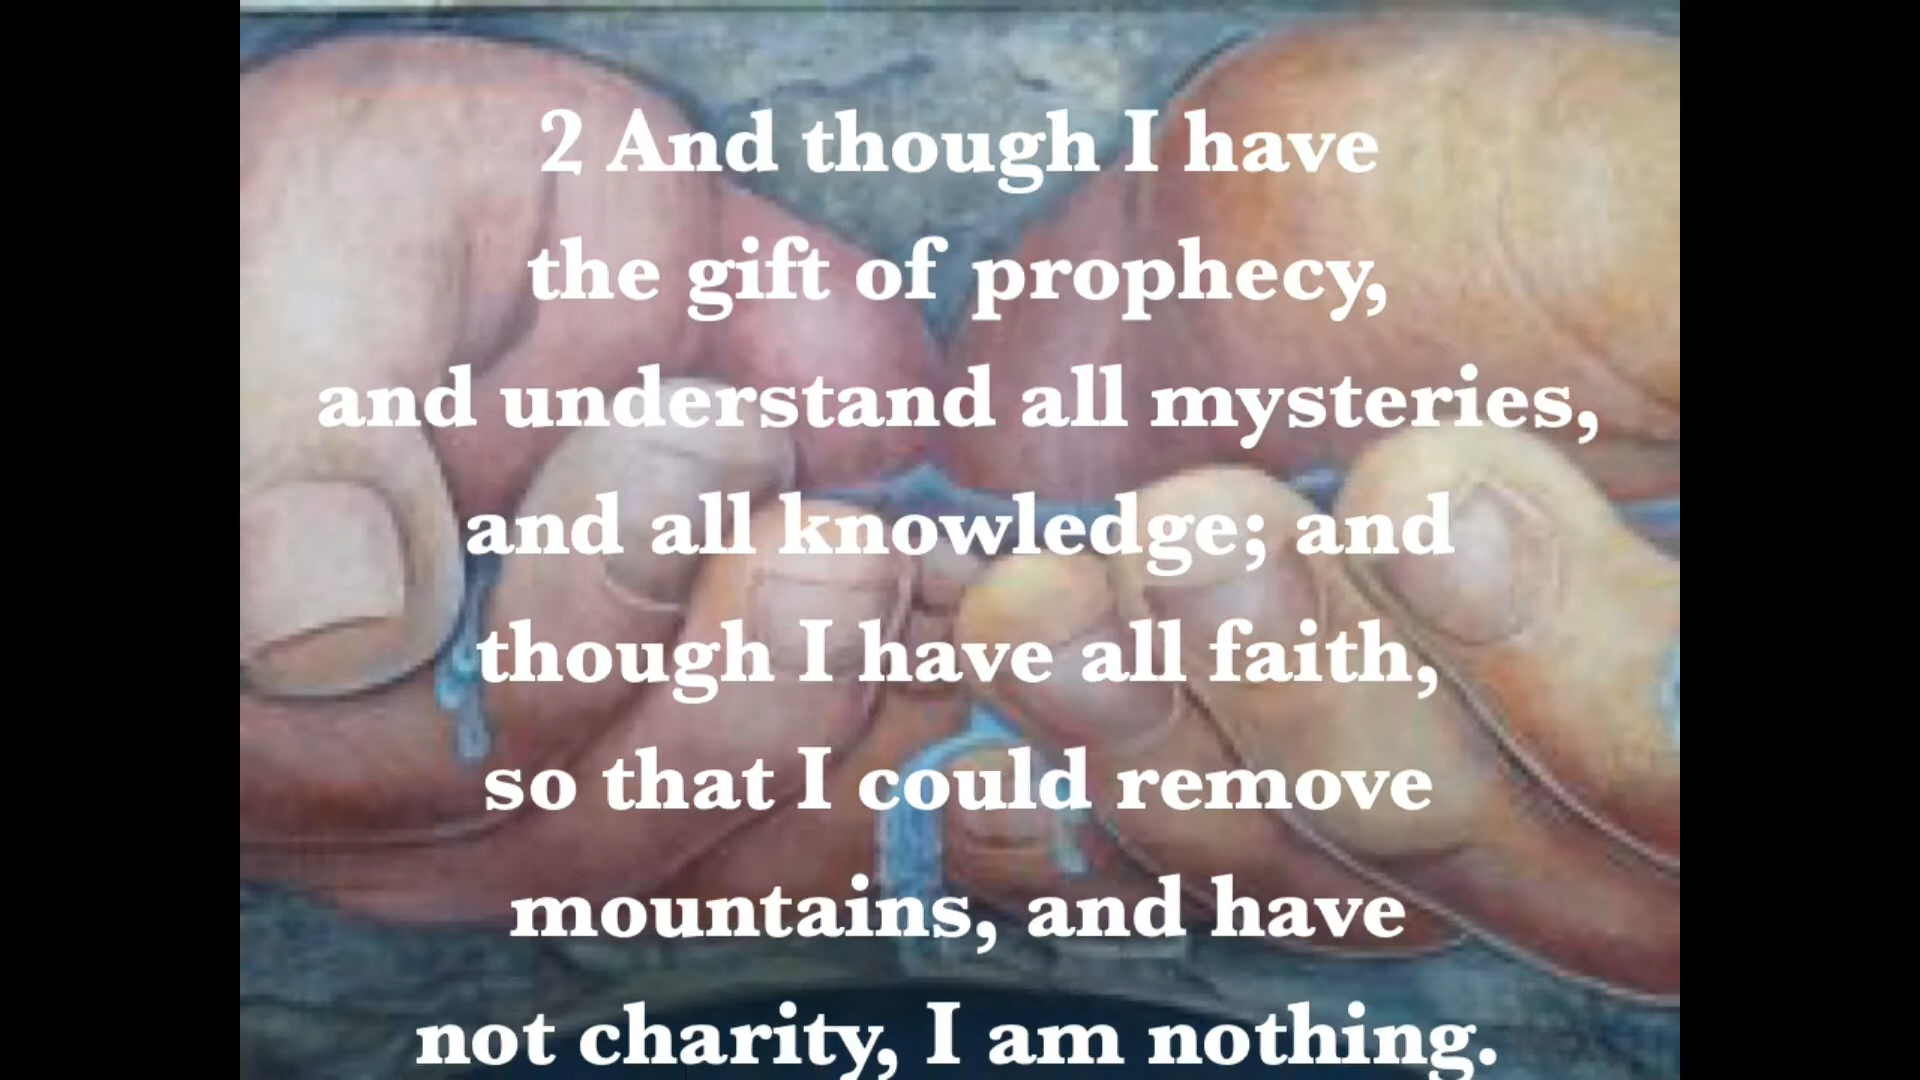 2 And though I have
the gift of prophecy,
and understand all mysteries,
and all knowledge; and
though I have all faith,
so that I could remove
mountains, and have
not charity, I am nothing.